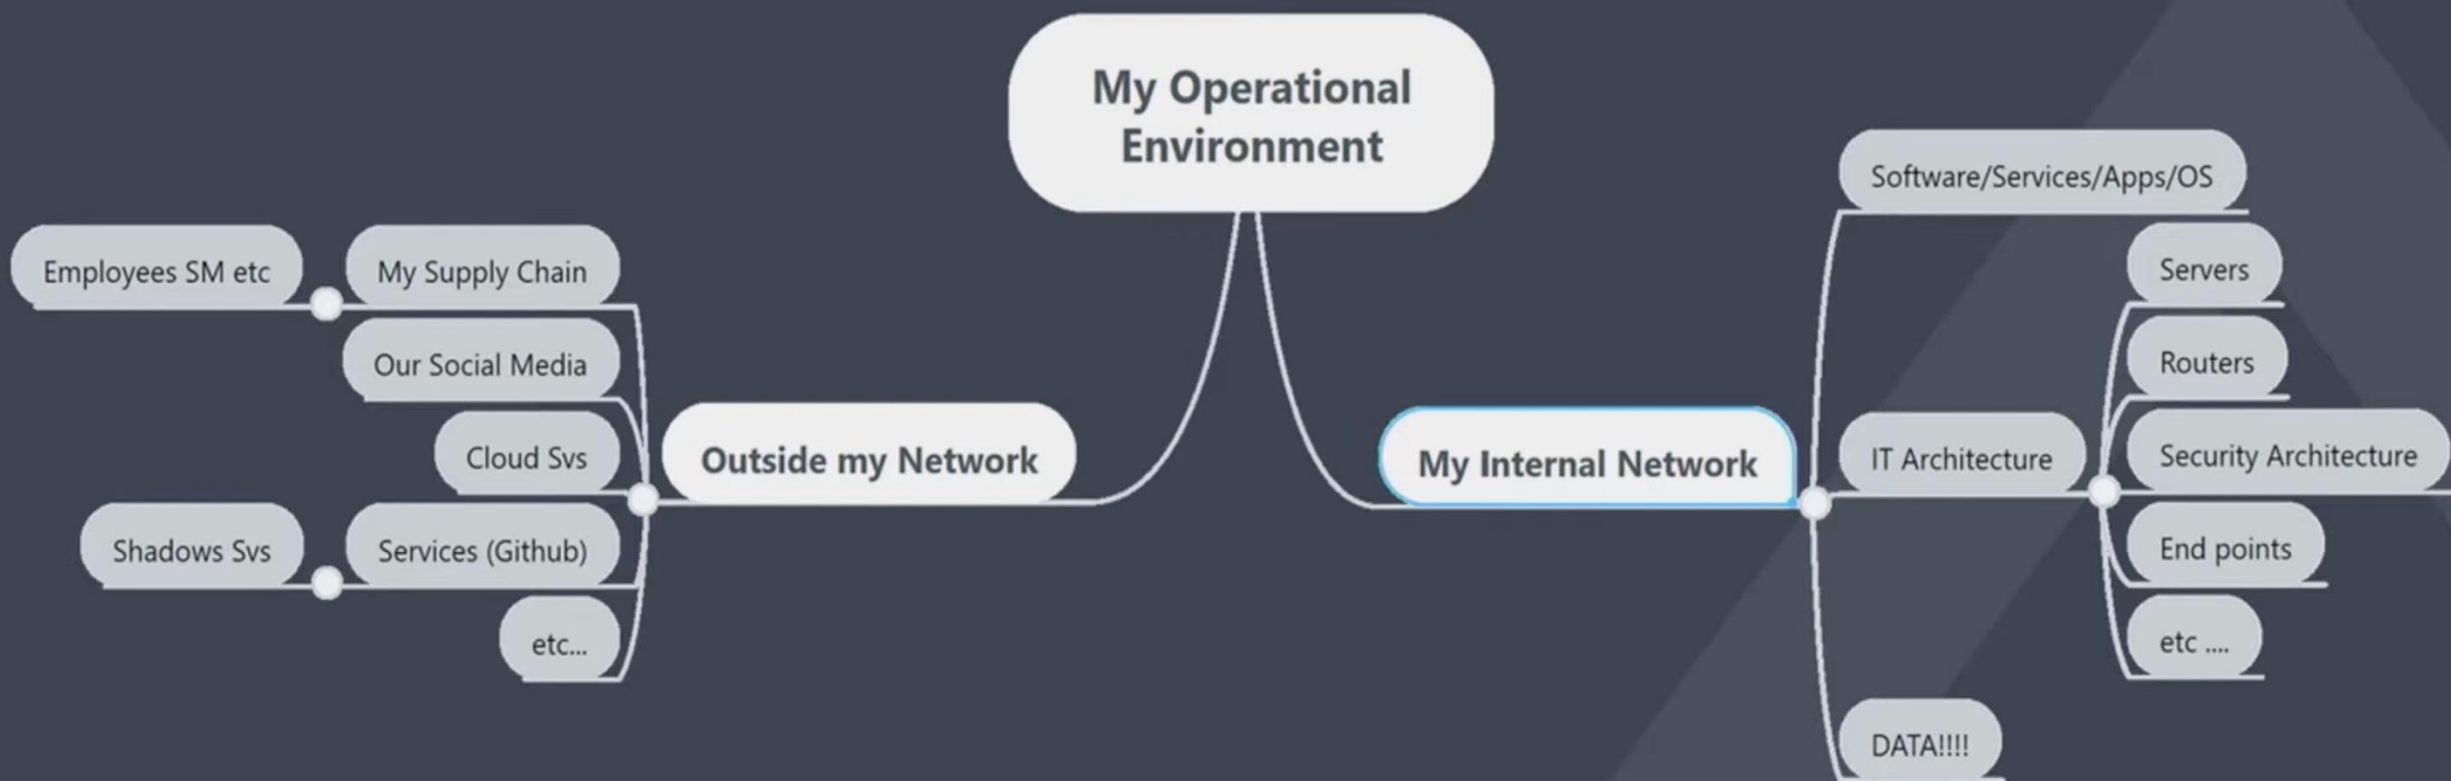 My Operational
Environment
Outside my Network
My Supply Chain
Employees SM etc
Our Social Media
Cloud Svs
Services (Github)
Shadows Svs
etc...
My Internal Network
Software/Services/Apps/OS
IT Architecture
Servers
Routers
Security Architecture
End points
etc ....
DATA!!!!